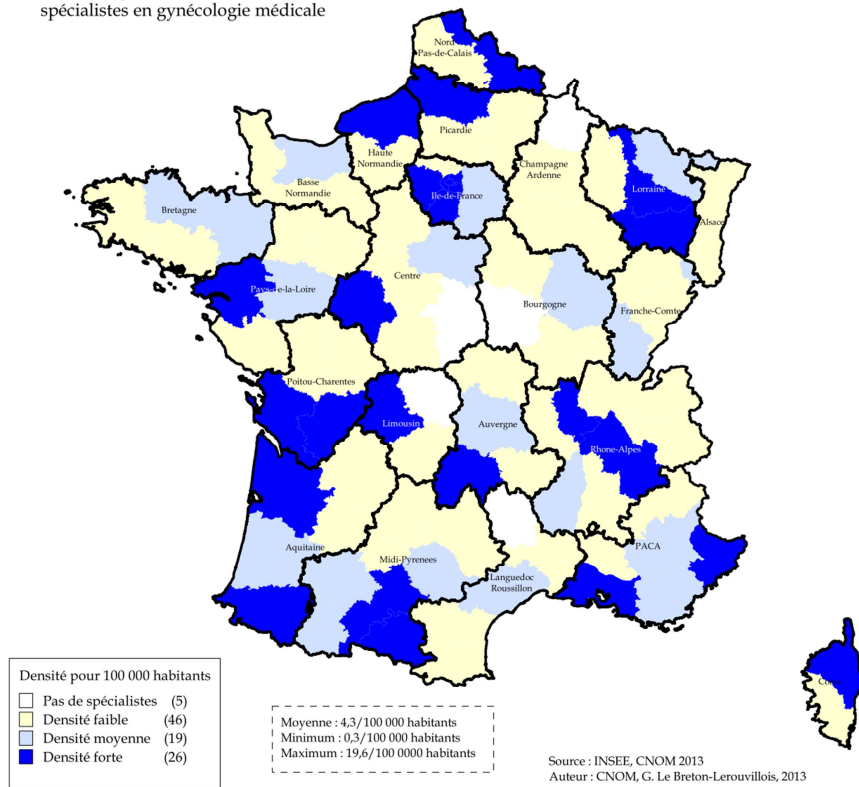 spécialistes en gynécologie médicale
Nord
Pas-de-Calais
Picardie
Haute
Normandie
Basse
Normandie
Champagne
Ardenne
Ile-de-France
Lorraine
Alsace
Bretagne
Centre
Pays-de-la-Loire
Bourgogne
Franche-Comte
Poitou-Charentes
Limousin
Auvergne
Rhone-Alpes
Aquitaine
Midi-Pyrenees
PACA
Languedoc
Roussillon
Densité pour 100 000 habitants
Pas de spécialistes (5)
Densité faible (46)
Densité moyenne (19)
Densité forte (26)
Moyenne : 4,3/100 000 habitants
Minimum : 0,3/100 000 habitants
Maximum : 19,6/100 0000 habitants
Source : INSEE, CNOM 2013
Auteur : CNOM, G. Le Breton-Lerouvillois, 2013